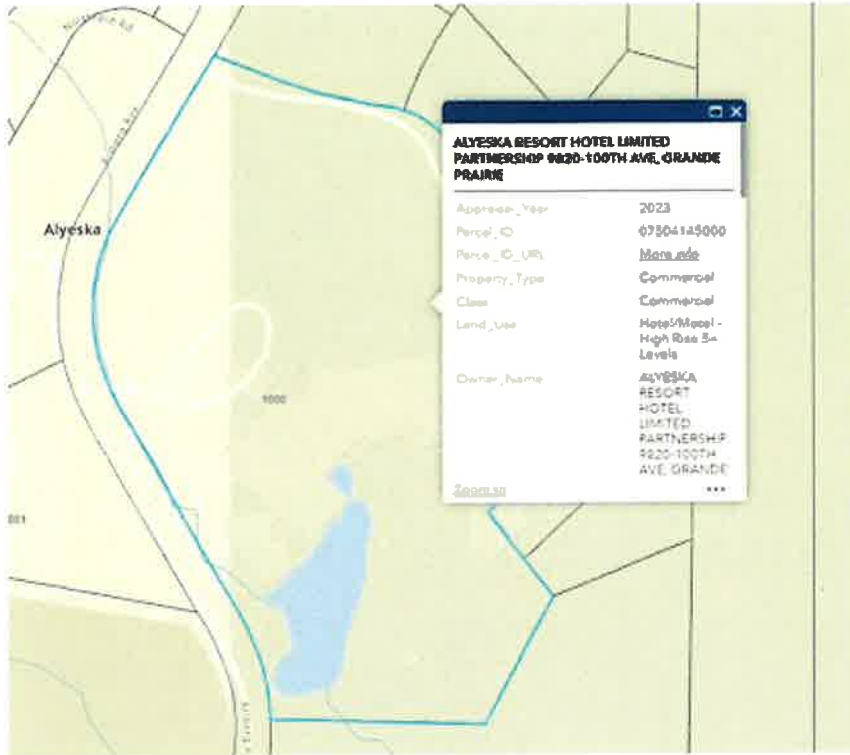 ALYESKA RESORT HOTEL LIMITED
PARTNERSHIP 9820-100TH AVE, GRANDE
PRAIRIE
Appraisal_Year 2023
Parcel_ID 07504145000
Parcel_ID_URL More info
Property_Type Commercial
Class Commercial
Land_Use Hotel/Motel -
High Rise 5+
Levels
Owner_Name ALYESKA
RESORT
HOTEL
LIMITED
PARTNERSHIP
9820-100TH
AVE, GRANDE
Zoom to
Alyeska
1000